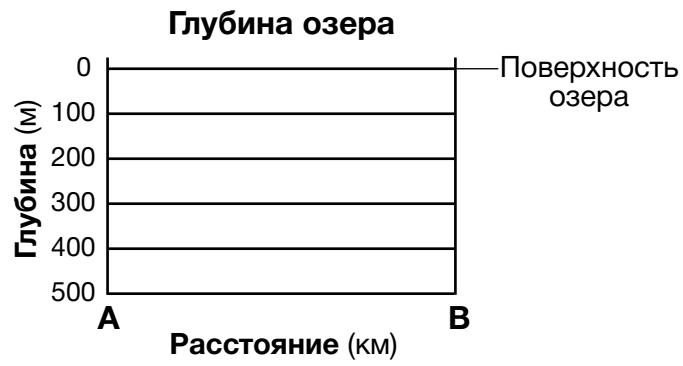 Глубина озера
0
Поверхность
озера
100
200
300
400
500
Глубина (м)
А
В
Расстояние (км)